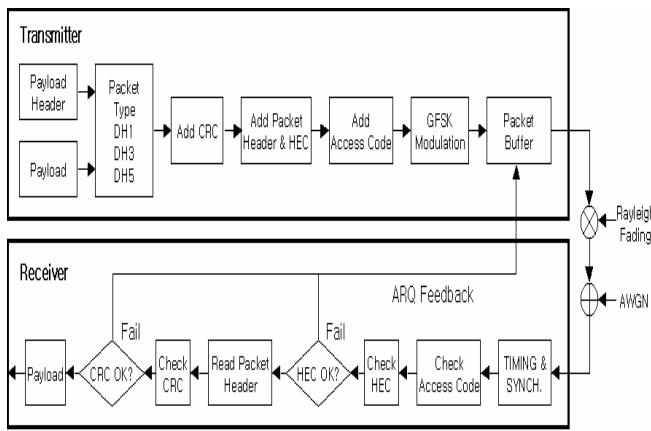 Transmitter
Payload
Header
Payload
Packet
Type
DH1
DH3
DH5
Add CRC
Add Packet
Header & HEC
Add
Access Code
GFSK
Modulation
Packet
Buffer
Rayleigh
Fading
AWGN
Receiver
ARQ Feedback
Fail
Fail
Payload
CRC OK?
Check
CRC
Read Packet
Header
HEC OK?
Check
HEC
Check
Access Code
TIMING &
SYNCH.